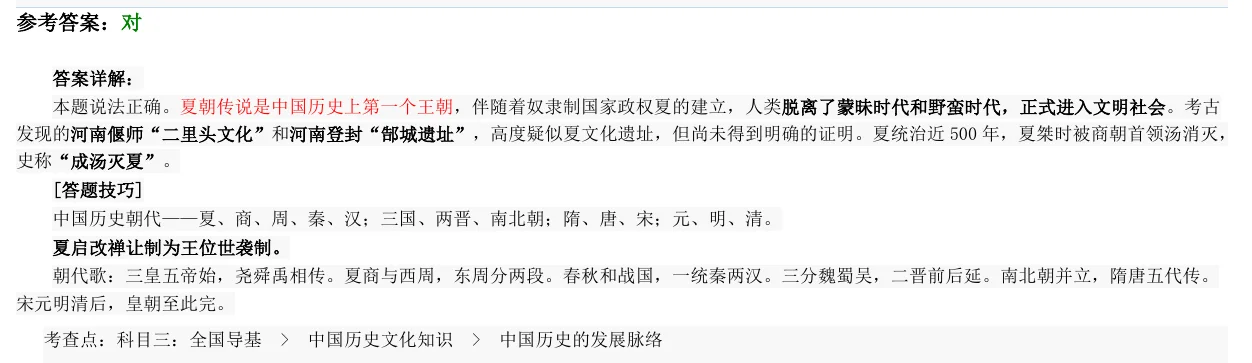 参考答案：对
答案详解：
本题说法正确。夏朝传说是中国历史上第一个王朝，伴随着奴隶制国家政权夏的建立，人类脱离了蒙昧时代和野蛮时代，正式进入文明社会。考古
发现的河南偃师“二里头文化”和河南登封“郜城遗址”，高度疑似夏文化遗址，但尚未得到明确的证明。夏统治近 500 年，夏桀时被商朝首领汤消灭，
史称“成汤灭夏”。
[答题技巧]
中国历史朝代——夏、商、周、秦、汉；三国、两晋、南北朝；隋、唐、宋；元、明、清。
夏启改禅让制为王位世袭制。
朝代歌：三皇五帝始，尧舜禹相传。夏商与西周，东周分两段。春秋和战国，一统秦两汉。三分魏蜀吴，二晋前后延。南北朝并立，隋唐五代传。
宋元明清后，皇朝至此完。
考查点：科目三：全国导基 > 中国历史文化知识 > 中国历史的发展脉络